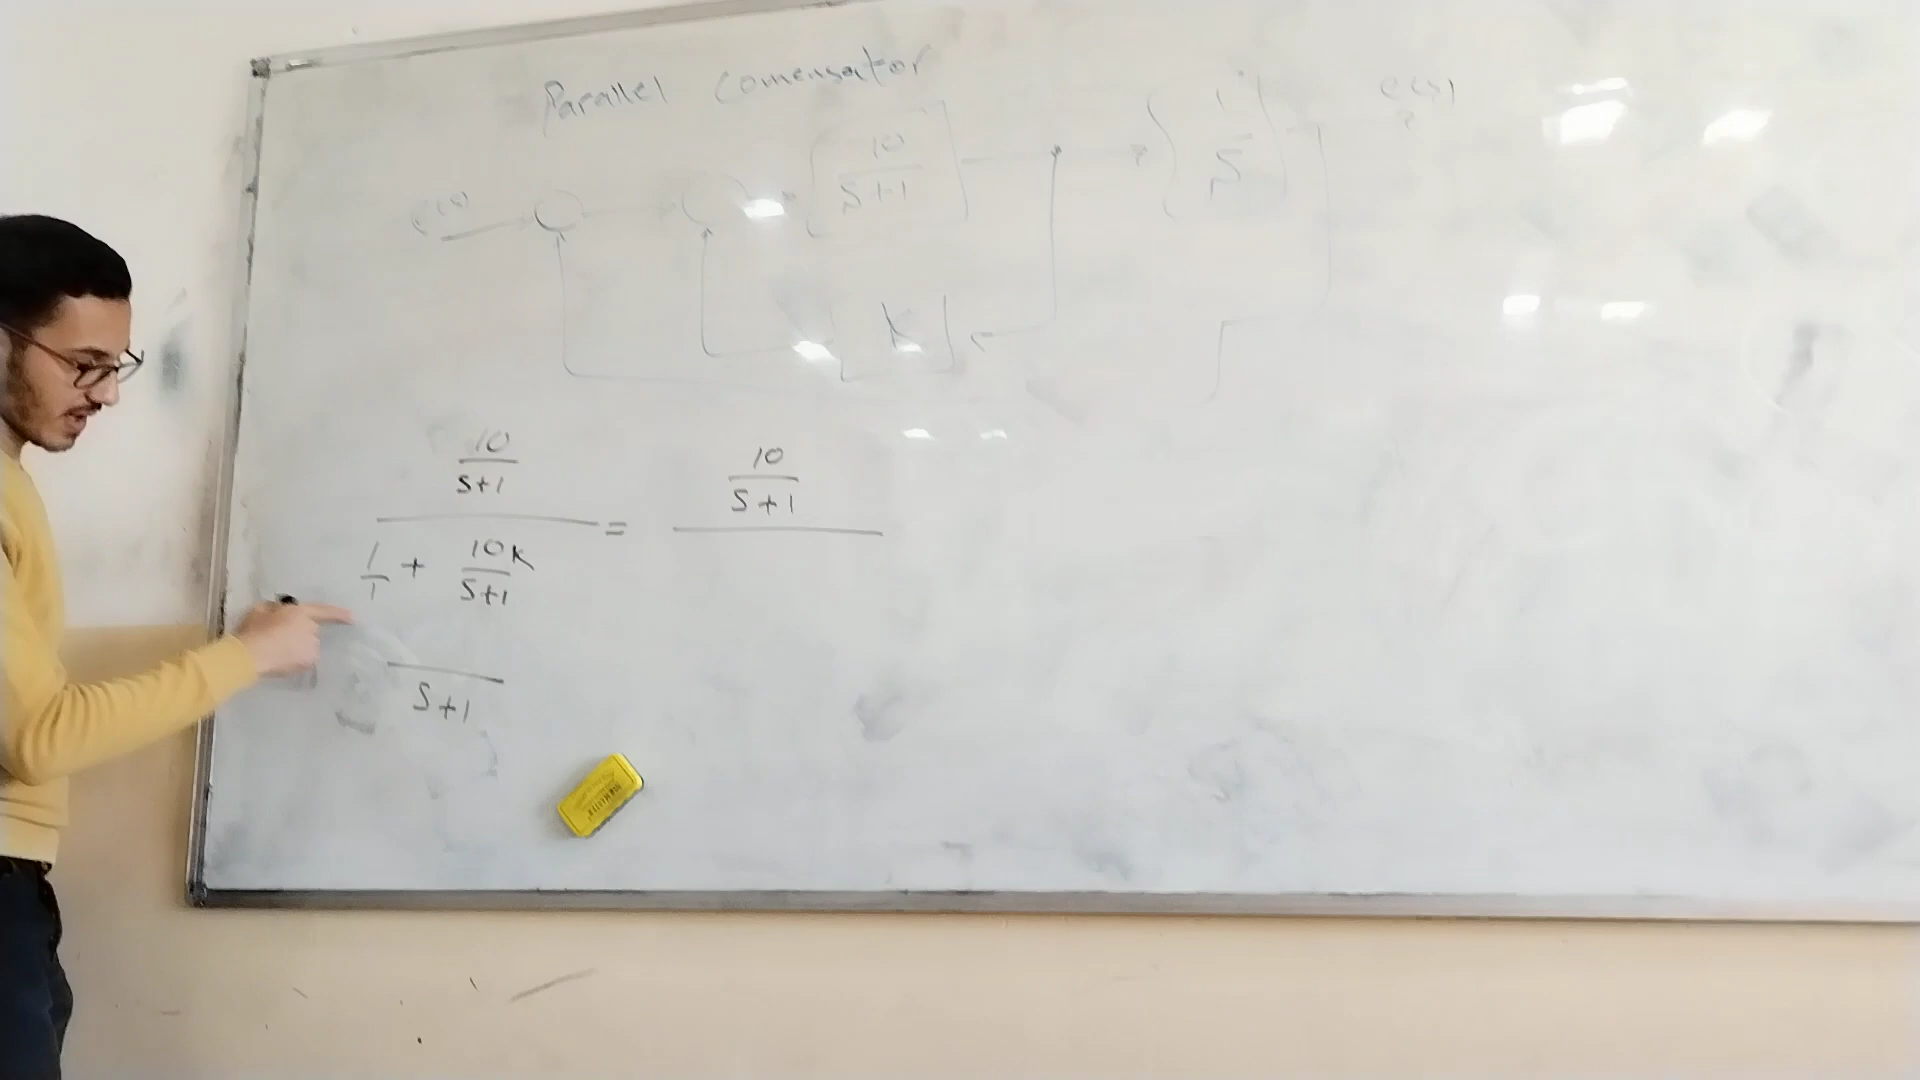 Parallel Comensator
10
S+1
1
S
C(s)
K
10
S+1
1/1 + 10K
S+1
=
10
S+1
S+1